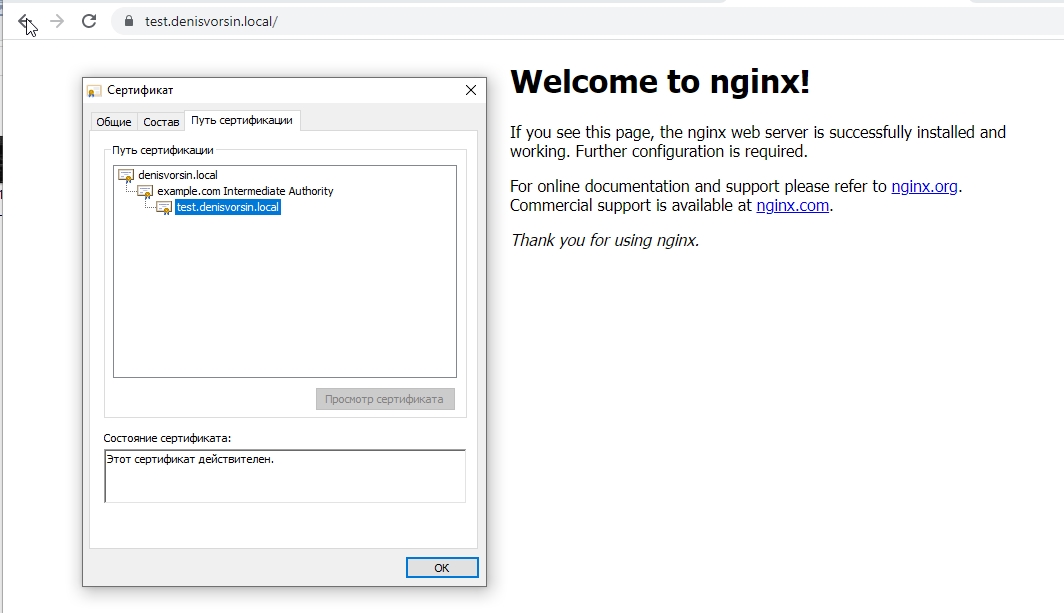 test.denisvorsin.local/
Сертификат
Общие
Состав
Путь сертификации
Путь сертификации
denisvorsin.local
example.com Intermediate Authority
test.denisvorsin.local
Просмотр сертификата
Состояние сертификата:
Этот сертификат действителен.
ОК
Welcome to nginx!
If you see this page, the nginx web server is successfully installed and
working. Further configuration is required.
For online documentation and support please refer to nginx.org.
Commercial support is available at nginx.com.
Thank you for using nginx.